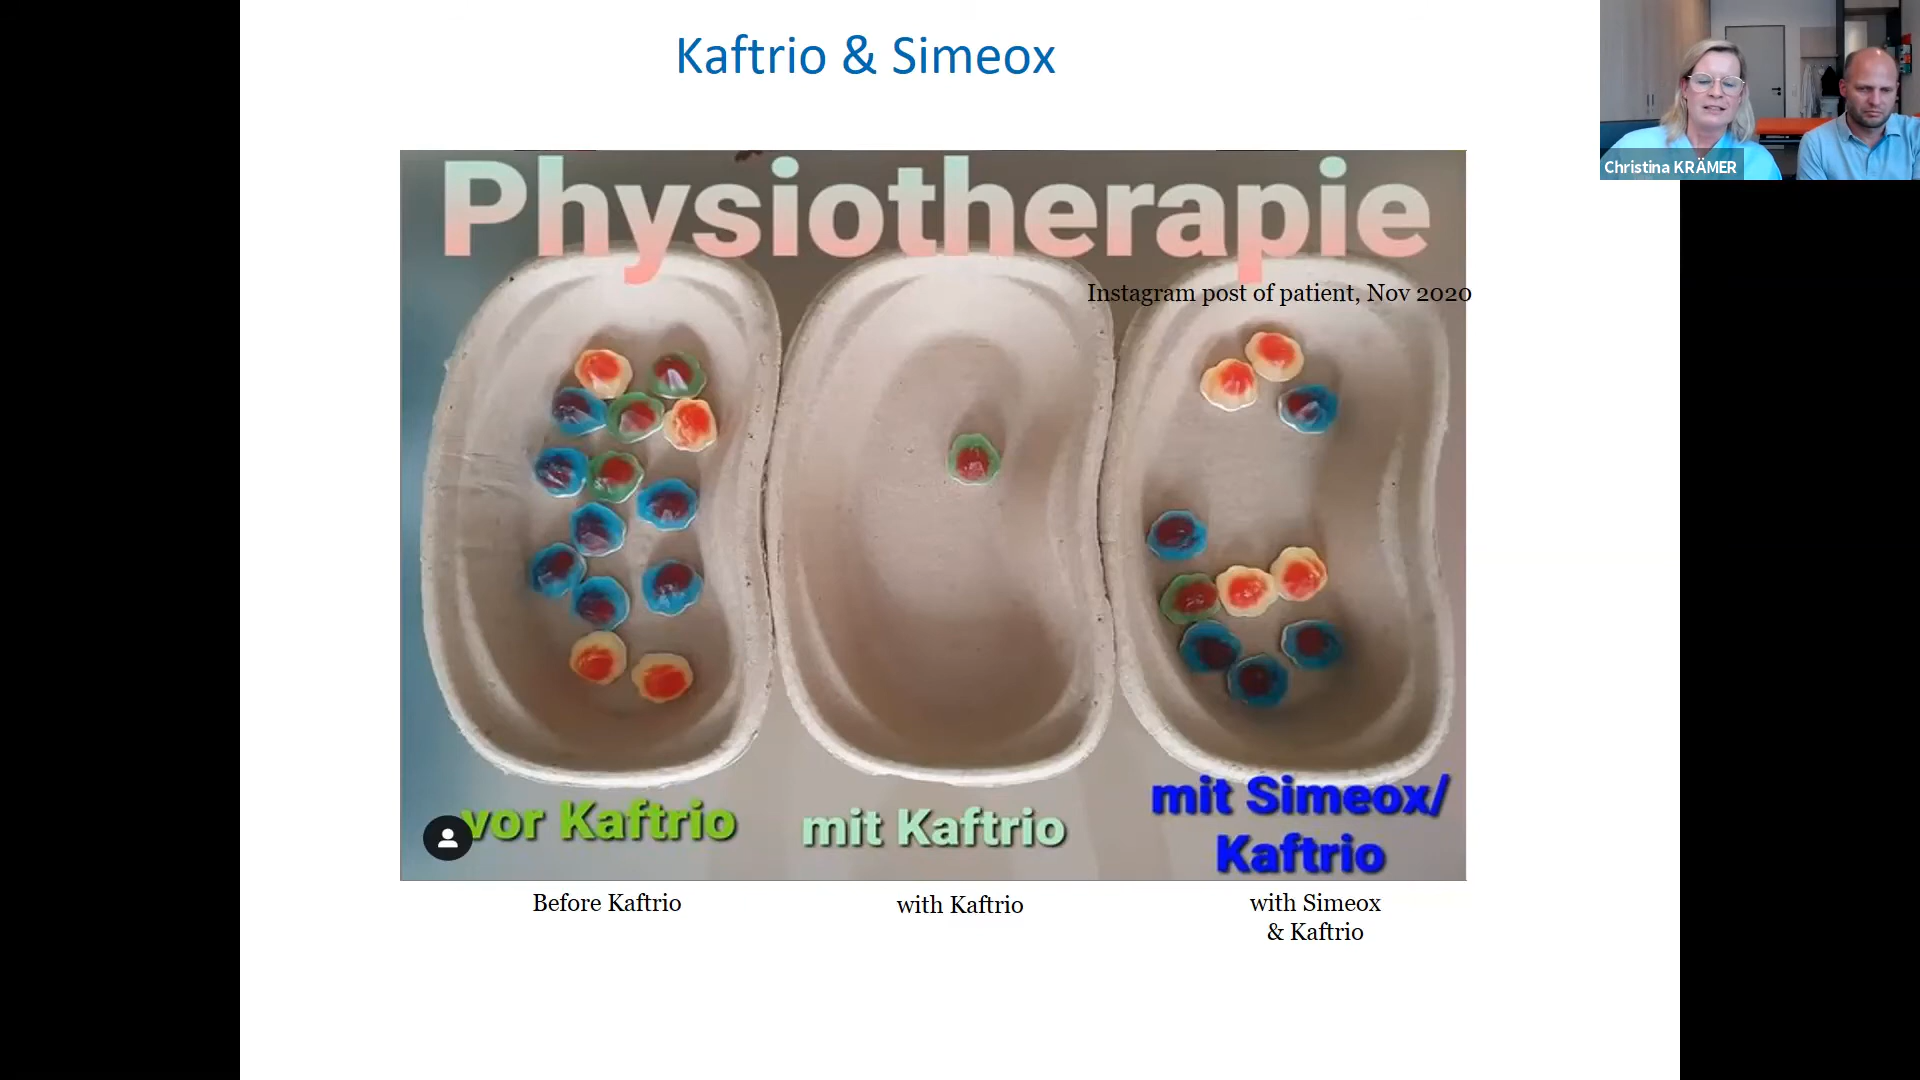 Kaftrio & Simeox
Christina KRÄMER
Physiotherapie
Instagram post of patient, Nov 2020
vor Kaftrio
mit Kaftrio
mit Simeox/
Kaftrio
Before Kaftrio
with Kaftrio
with Simeox
& Kaftrio